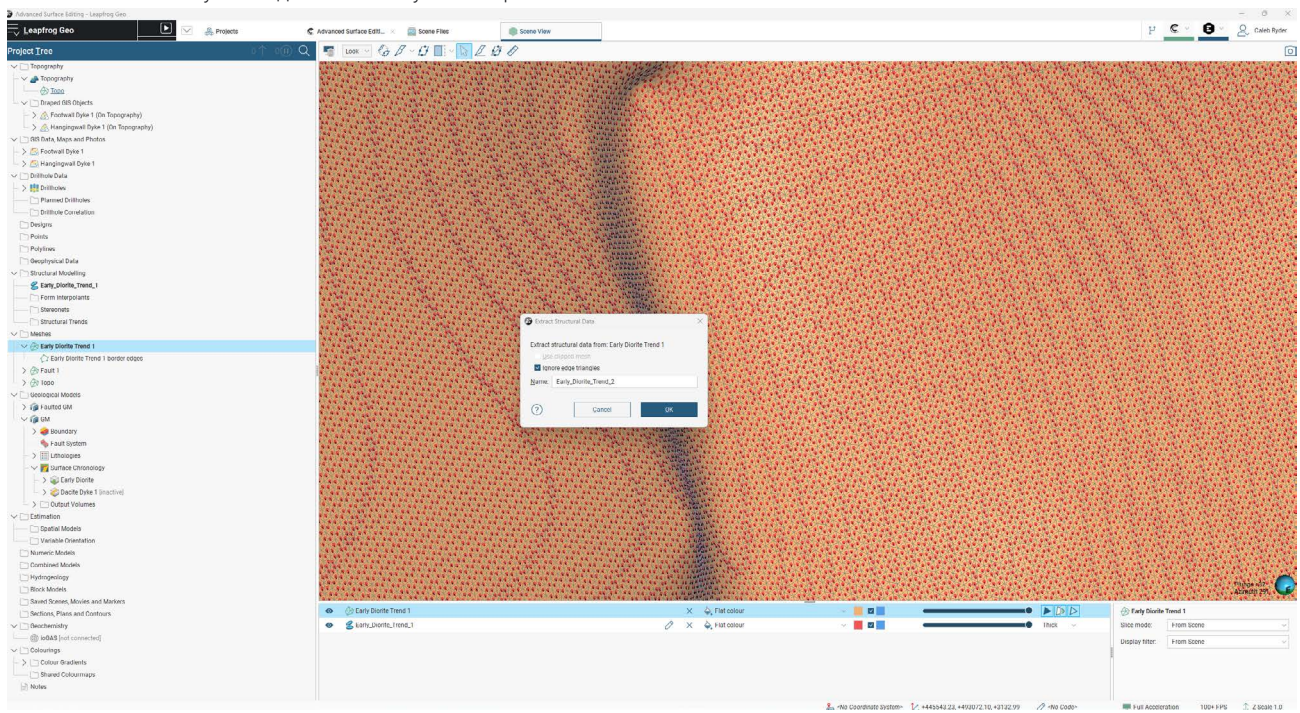 Advanced Surface Editing - Leapfrog Geo
Leapfrog Geo
Projects
Advanced Surface Editi...
Scene Files
Scene View
Caleb Ryder
Project Tree
Look
Topography
Topography
Topo
Draped GIS Objects
Footwall Dyke 1 (On Topography)
Hangingwall Dyke 1 (On Topography)
GIS Data, Maps and Photos
Footwall Dyke 1
Hangingwall Dyke 1
Drillhole Data
Drillholes
Planned Drillholes
Drillhole Correlation
Designs
Points
Polylines
Geophysical Data
Structural Modelling
Early_Diorite_Trend_1
Form Interpolants
Stereonets
Structural Trends
Meshes
Early Diorite Trend 1
Early Diorite Trend 1 border edges
Fault 1
Topo
Geological Models
Faulted GM
GM
Boundary
Fault System
Lithologies
Surface Chronology
Early Diorite
Dacite Dyke 1 [inactive]
Output Volumes
Estimation
Spatial Models
Variable Orientation
Numeric Models
Combined Models
Hydrogeology
Block Models
Saved Scenes, Movies and Markers
Sections, Plans and Contours
Geochemistry
ioGAS [not connected]
Colourings
Colour Gradients
Shared Colourmaps
Notes
Extract Structural Data
Extract structural data from: Early Diorite Trend 1
Use clipped mesh
Ignore edge triangles
Name: Early_Diorite_Trend_2
Cancel
OK
Early Diorite Trend 1
Flat colour
Early_Diorite_Trend_1
Flat colour
Thick
Early Diorite Trend 1
Slice mode: From Scene
Display filter: From Scene
<No Coordinate System>
+445543.23, +493072.10, +3132.99
<No Code>
Full Acceleration
100+ FPS
Z Scale 1.0